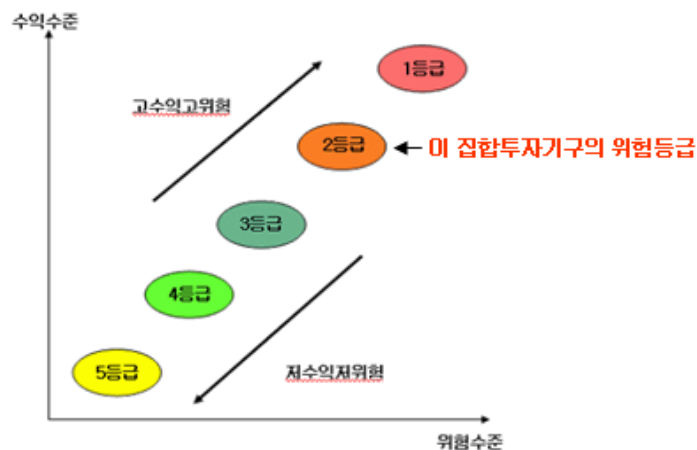 수익수준
1등급
고수익고위험
2등급
이 집합투자기구의 위험등급
3등급
4등급
5등급
저수익저위험
위험수준